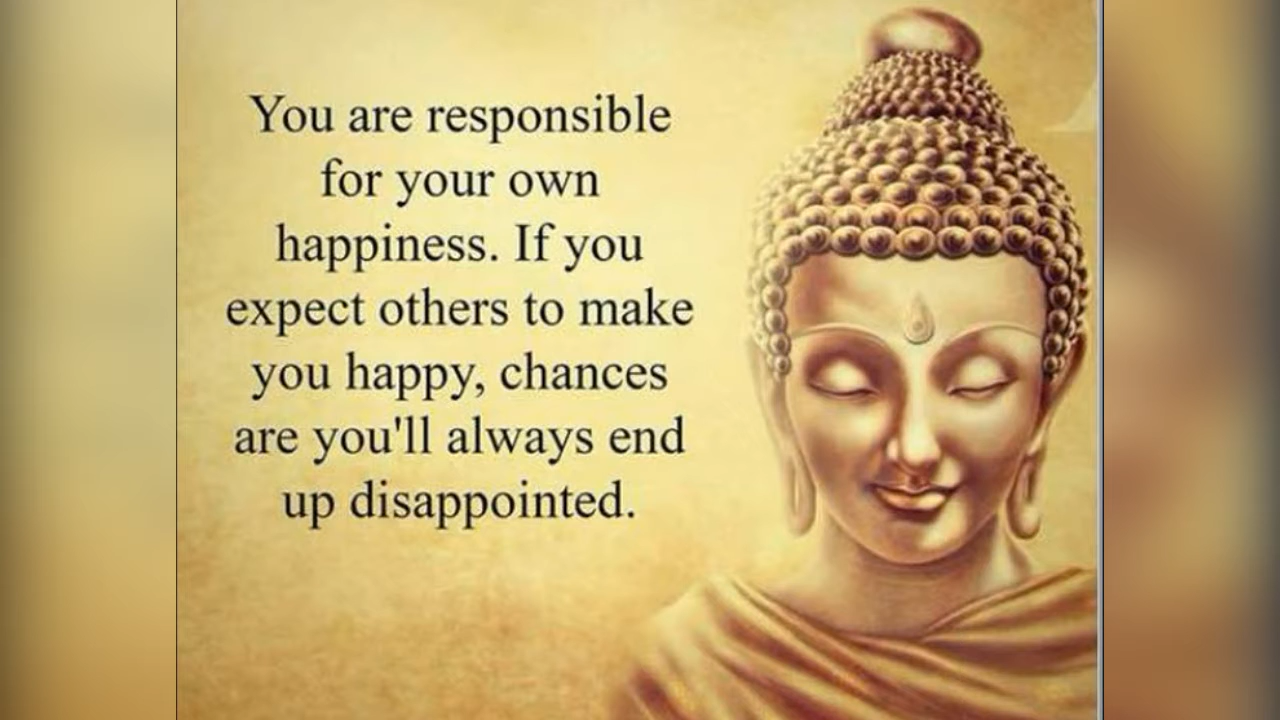 You are responsible
for your own
happiness. If you
expect others to make
you happy, chances
are you'll always end
up disappointed.